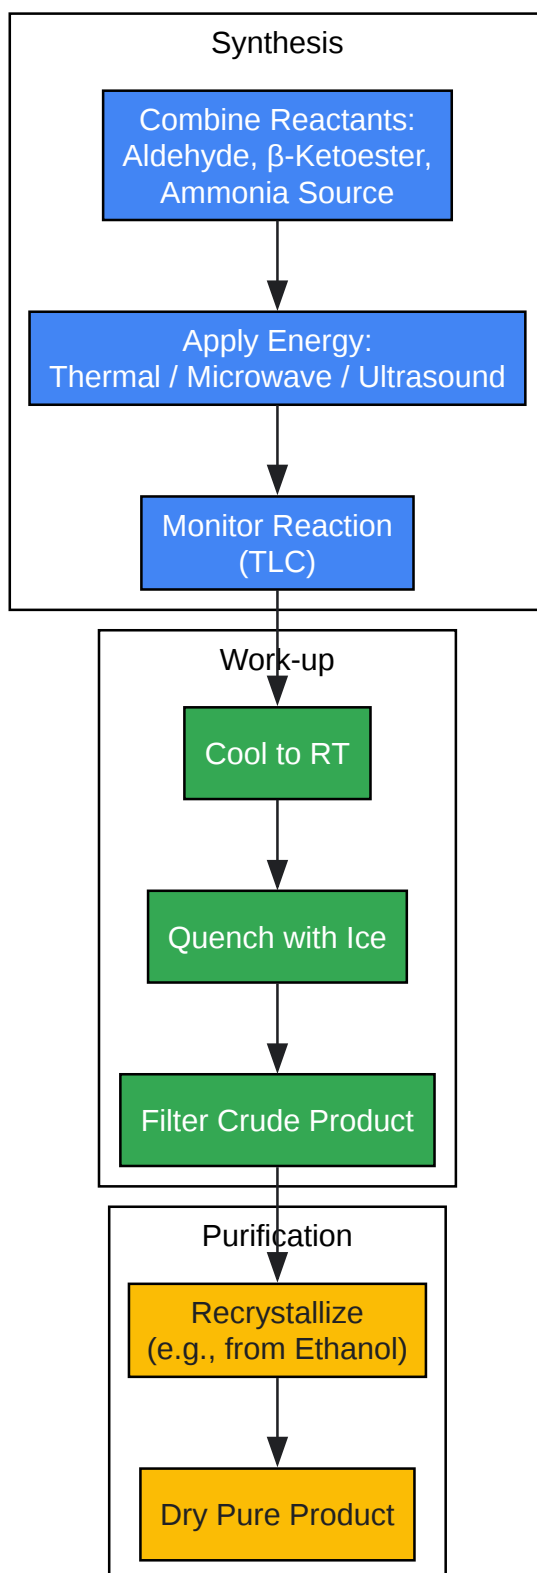 Synthesis
Combine Reactants:
Aldehyde, β-Ketoester,
Ammonia Source
Apply Energy:
Thermal / Microwave / Ultrasound
Monitor Reaction
(TLC)
Work-up
Cool to RT
Quench with Ice
Filter Crude Product
Purification
Recrystallize
(e.g., from Ethanol)
Dry Pure Product